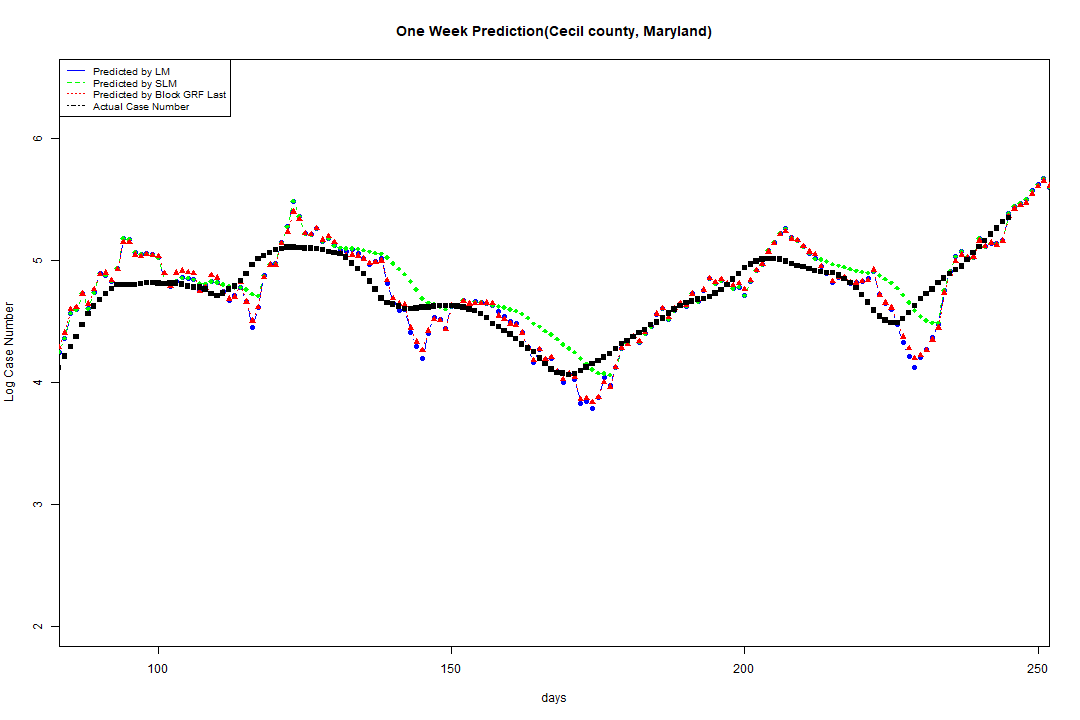 One Week Prediction(Cecil county, Maryland)
Predicted by LM
Predicted by SLM
Predicted by Block GRF Last
Actual Case Number
6
5
4
3
2
Log Case Number
100
150
200
250
days